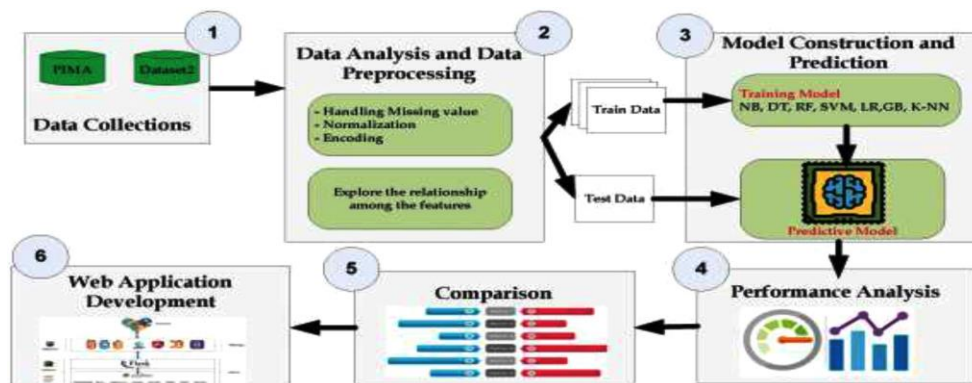 1
PIMA
Dataset2
Data Collections
2
Data Analysis and Data
Preprocessing
- Handling Missing value
- Normalization
- Encoding
Explore the relationship
among the features
Train Data
Test Data
3
Model Construction and
Prediction
Training Model
NB, DT, RF, SVM, LR,GB, K-NN
Predictive Model
4
Performance Analysis
5
Comparison
6
Web Application
Development
Flask